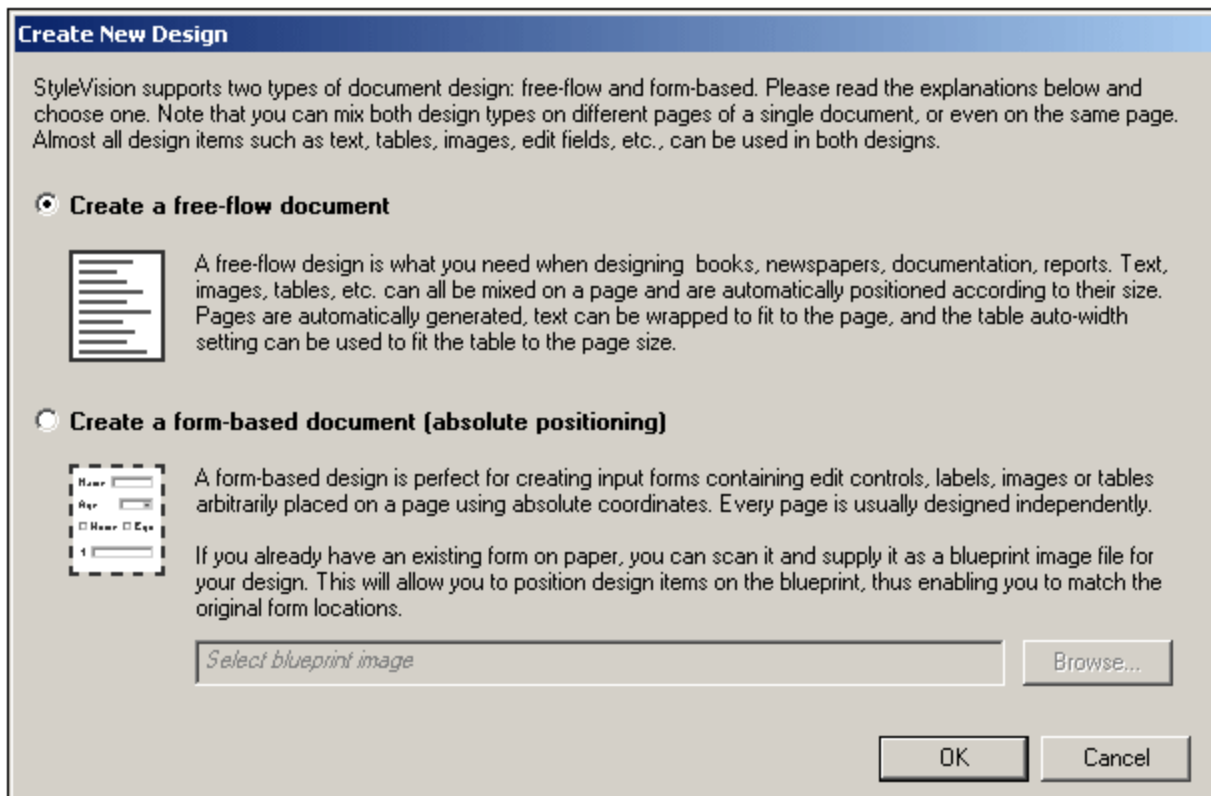 Create New Design
StyleVision supports two types of document design: free-flow and form-based. Please read the explanations below and
choose one. Note that you can mix both design types on different pages of a single document, or even on the same page.
Almost all design items such as text, tables, images, edit fields, etc., can be used in both designs.
Create a free-flow document
A free-flow design is what you need when designing  books, newspapers, documentation, reports. Text,
images, tables, etc. can all be mixed on a page and are automatically positioned according to their size.
Pages are automatically generated, text can be wrapped to fit to the page, and the table auto-width
setting can be used to fit the table to the page size.
Create a form-based document (absolute positioning)
Name
Age
A form-based design is perfect for creating input forms containing edit controls, labels, images or tables
arbitrarily placed on a page using absolute coordinates. Every page is usually designed independently.
If you already have an existing form on paper, you can scan it and supply it as a blueprint image file for
your design. This will allow you to position design items on the blueprint, thus enabling you to match the
original form locations.
Select blueprint image
Browse...
OK
Cancel